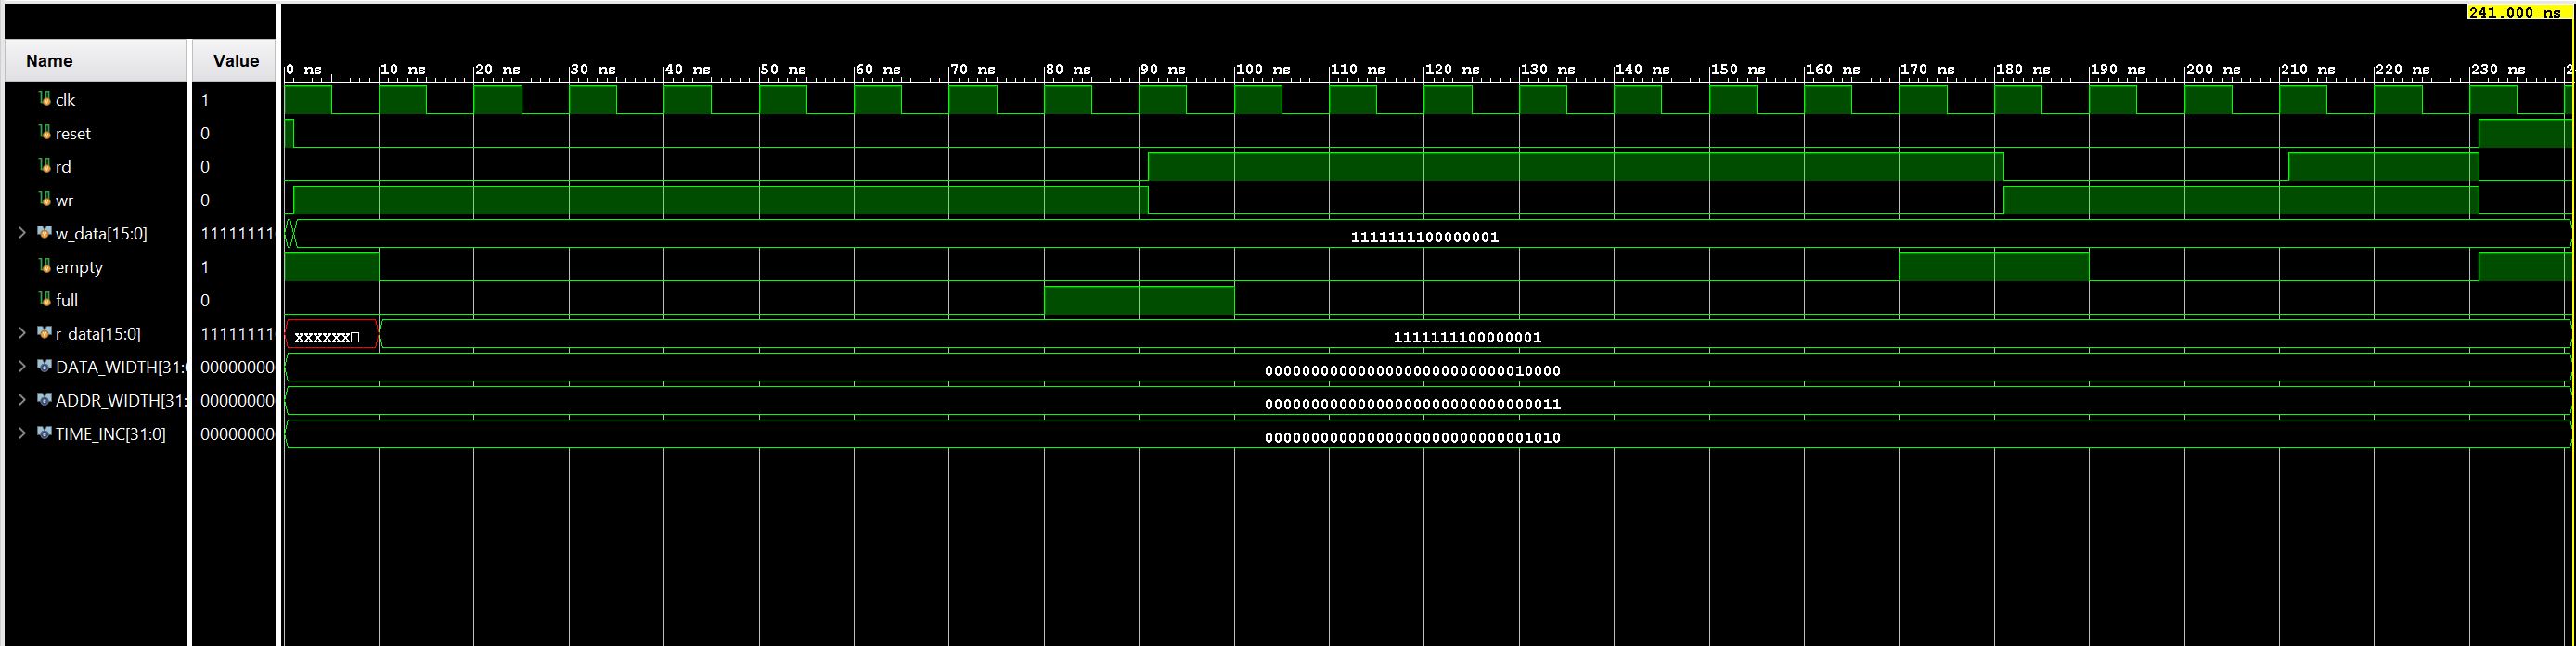 241.000 ns
Name Value
0 ns 10 ns 20 ns 30 ns 40 ns 50 ns 60 ns 70 ns 80 ns 90 ns 100 ns 110 ns 120 ns 130 ns 140 ns 150 ns 160 ns 170 ns 180 ns 190 ns 200 ns 210 ns 220 ns 230 ns 2
clk 1
reset 0
rd 0
wr 0
w_data[15:0] 11111111 1111111100000001
empty 1
full 0
r_data[15:0] 11111111 XXXXXX 1111111100000001
DATA_WIDTH[31: 00000000 00000000000000000000000000010000
ADDR_WIDTH[31: 00000000 00000000000000000000000000000011
TIME_INC[31:0] 00000000 00000000000000000000000000001010